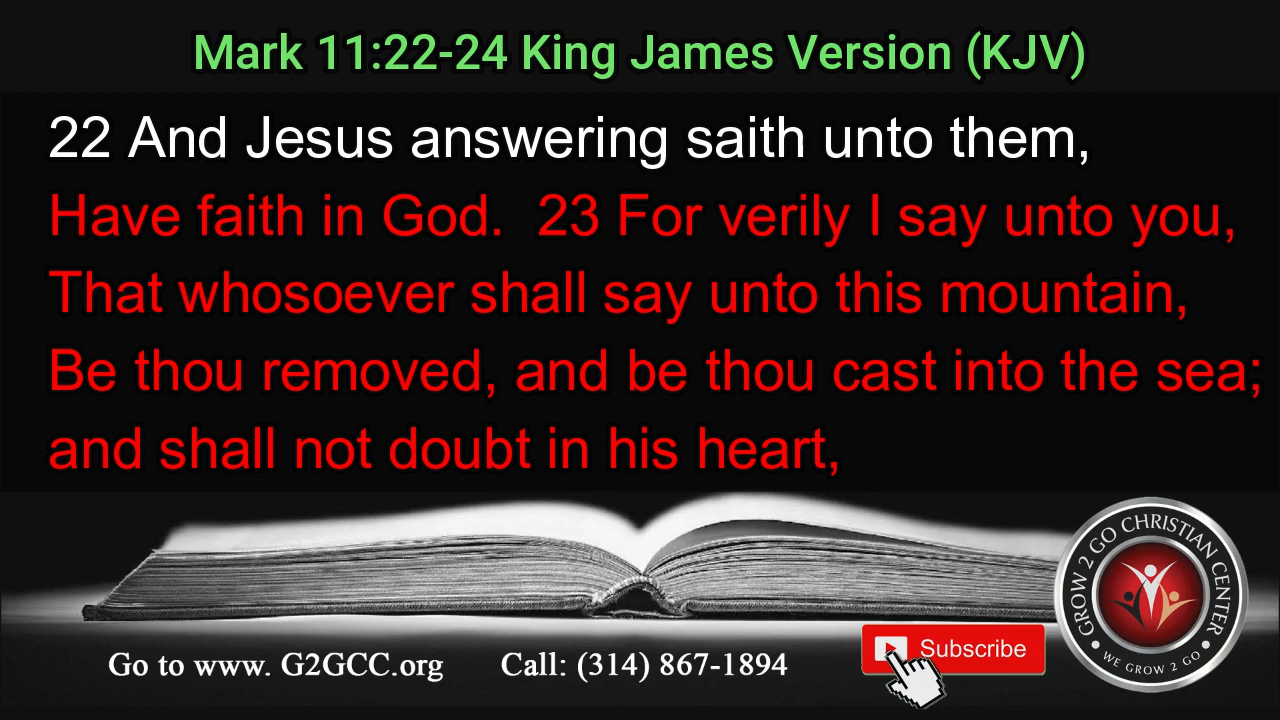 Mark 11:22-24 King James Version (KJV)
22 And Jesus answering saith unto them,
Have faith in God.  23 For verily I say unto you,
That whosoever shall say unto this mountain,
Be thou removed, and be thou cast into the sea;
and shall not doubt in his heart,
GROW 2 GO CHRISTIAN CENTER
WE GROW 2 GO
Subscribe
Go to www. G2GCC.org Call: (314) 867-1894